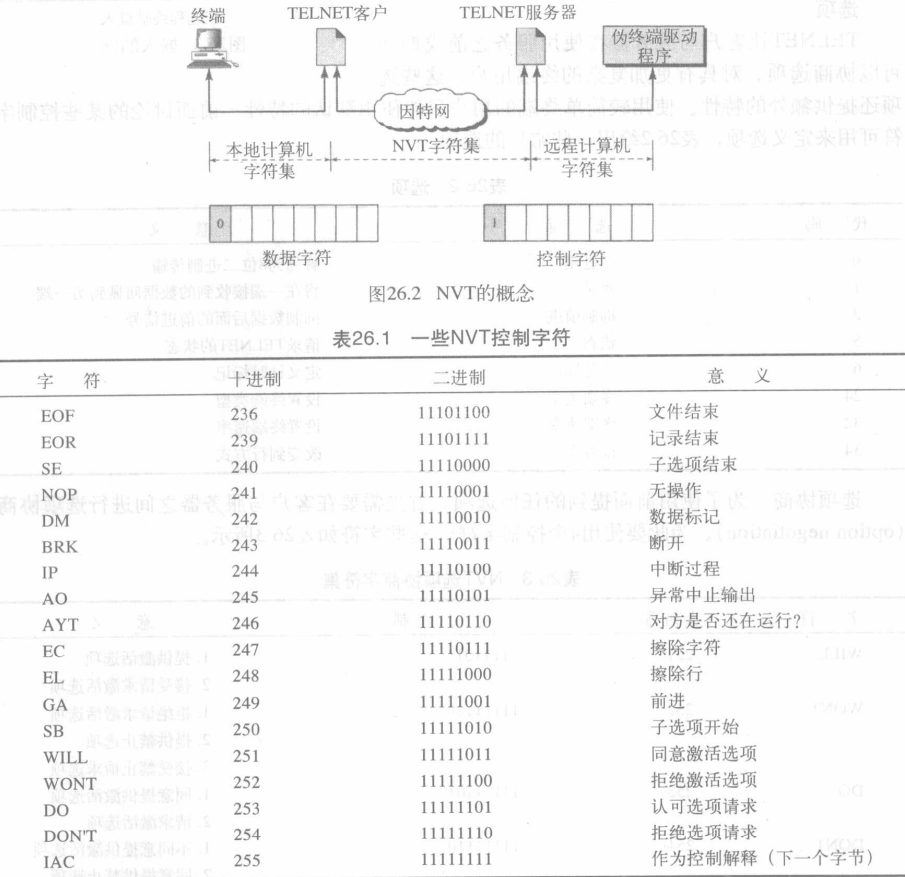 终端 TELNET客户 TELNET服务器
伪终端驱动
程序
因特网
本地计算机
字符集
NVT字符集
远程计算机
字符集
0
1
数据字符 控制字符
图26.2 NVT的概念
表26.1 一些NVT控制字符
字 符 十进制 二进制 意 义
EOF 236 11101100 文件结束
EOR 239 11101111 记录结束
SE 240 11110000 子选项结束
NOP 241 11110001 无操作
DM 242 11110010 数据标记
BRK 243 11110011 断开
IP 244 11110100 中断过程
AO 245 11110101 异常中止输出
AYT 246 11110110 对方是否还在运行?
EC 247 11110111 擦除字符
EL 248 11111000 擦除行
GA 249 11111001 前进
SB 250 11111010 子选项开始
WILL 251 11111011 同意激活选项
WONT 252 11111100 拒绝激活选项
DO 253 11111101 认可选项请求
DON'T 254 11111110 拒绝选项请求
IAC 255 11111111 作为控制解释（下一个字节）